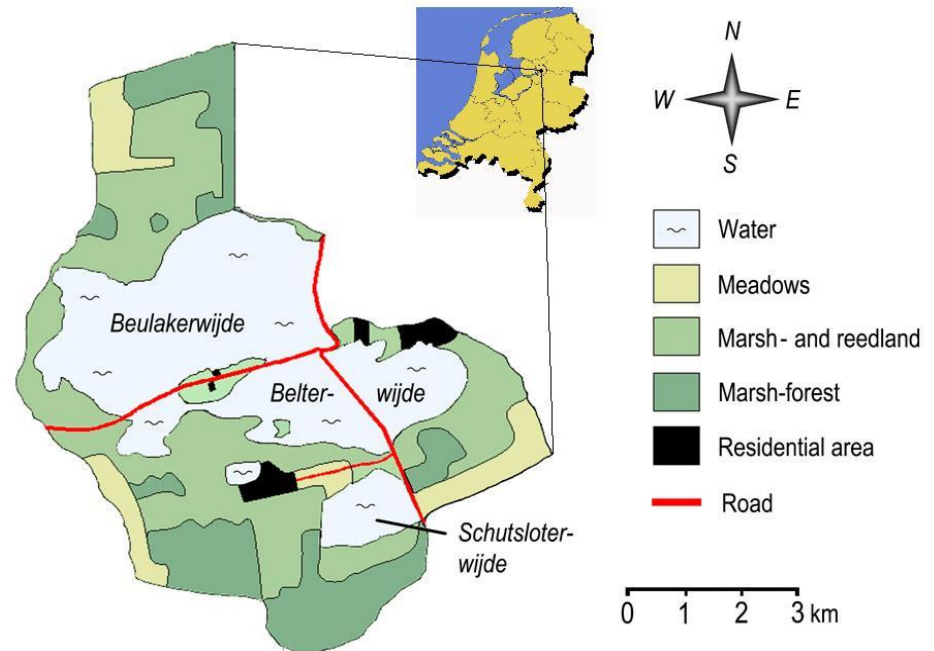 N
W
E
S
Water
Meadows
Marsh- and reedland
Marsh-forest
Residential area
Road
Beulakerwijde
Belter-
wijde
Schutsloter-
wijde
0 1 2 3 km